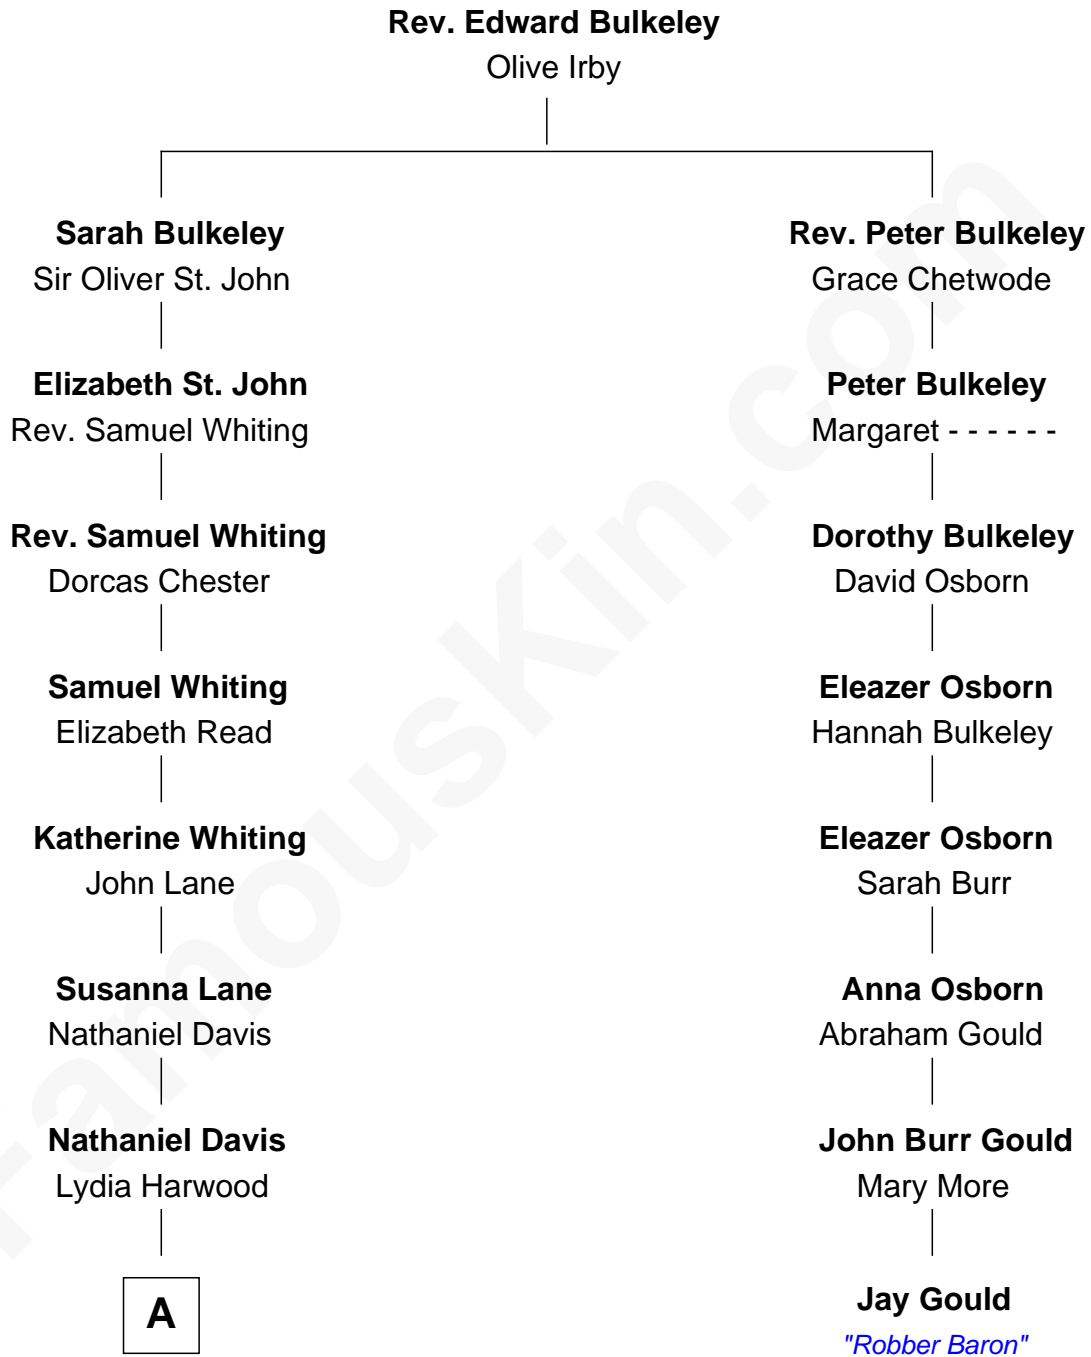 Rev. Edward Bulkeley
Olive Irby
Sarah Bulkeley
Sir Oliver St. John
Rev. Peter Bulkeley
Grace Chetwode
Elizabeth St. John
Rev. Samuel Whiting
Peter Bulkeley
Margaret - - - - - -
Rev. Samuel Whiting
Dorcas Chester
Dorothy Bulkeley
David Osborn
Samuel Whiting
Elizabeth Read
Eleazer Osborn
Hannah Bulkeley
Katherine Whiting
John Lane
Eleazer Osborn
Sarah Burr
Susanna Lane
Nathaniel Davis
Anna Osborn
Abraham Gould
Nathaniel Davis
Lydia Harwood
John Burr Gould
Mary More
A
Jay Gould
"Robber Baron"
FamousKin.com